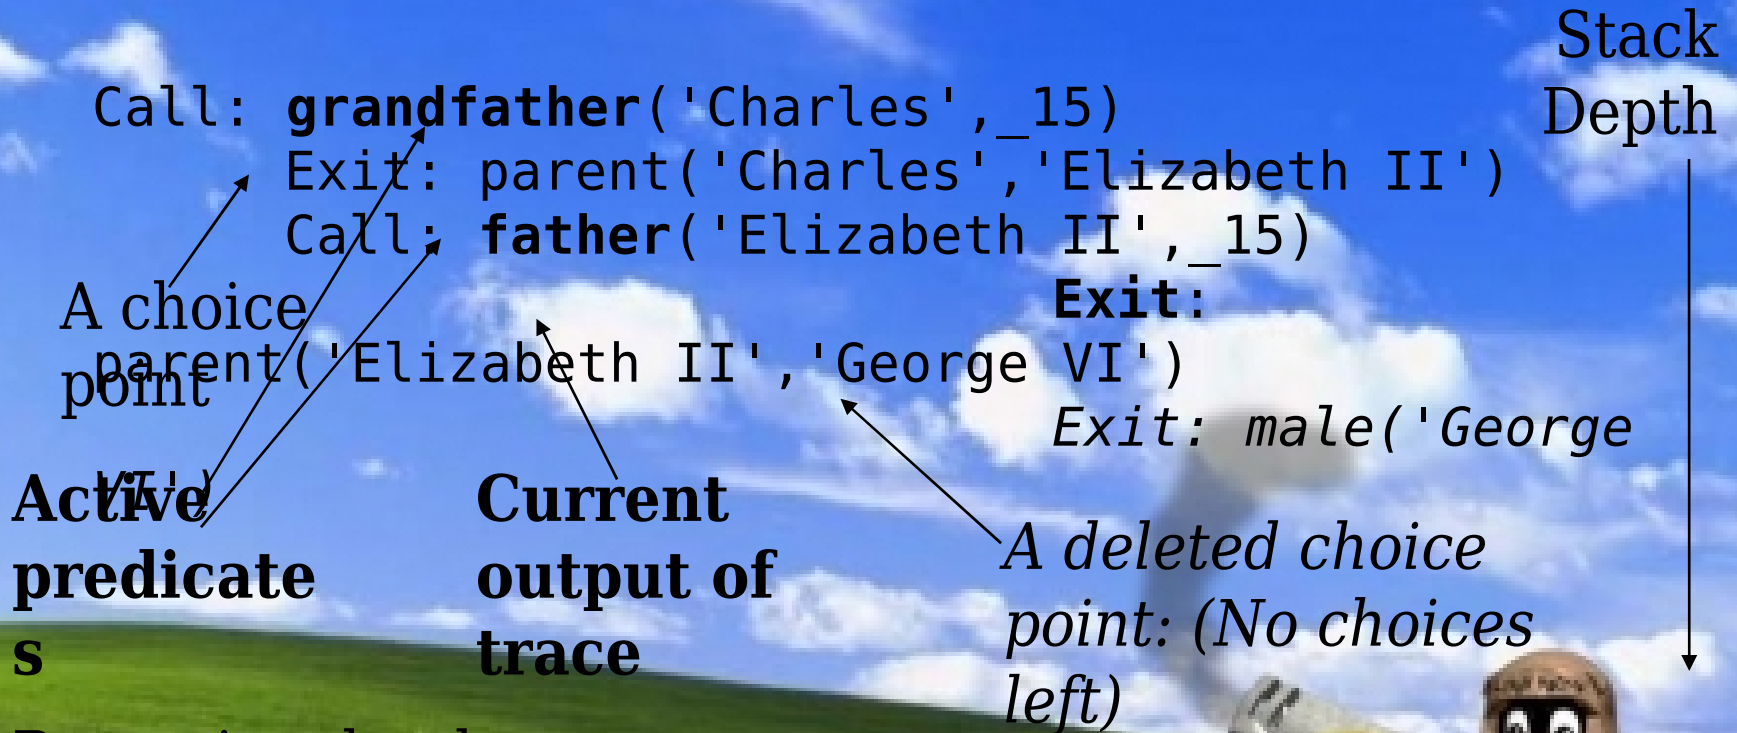 Stack
Depth
Call: grandfather('Charles',_15)
Exit: parent('Charles','Elizabeth II')
Call: father('Elizabeth II',_15)
Exit:
parent('Elizabeth II','George VI')
Exit: male('George
VI')
A choice
point
Active
predicate
s
Current
output of
trace
A deleted choice
point: (No choices
left)